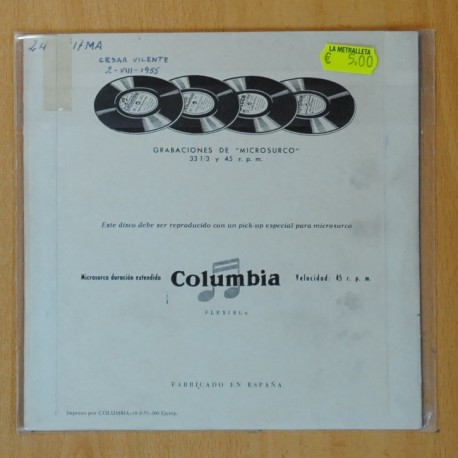 LA METRALLETA
€ 5,00
CESAR VICENTE
2-VIII-1955
GRABACIONES DE "MICROSURCO"
33 1/3 y 45 r. p. m.
Este disco debe ser reproducido con un pick-up especial para microsurco
Microsurco duración extendida Columbia Velocidad: 45 r. p. m.
FLEXIBLE
FABRICADO EN ESPAÑA
Impreso por COLUMBIA